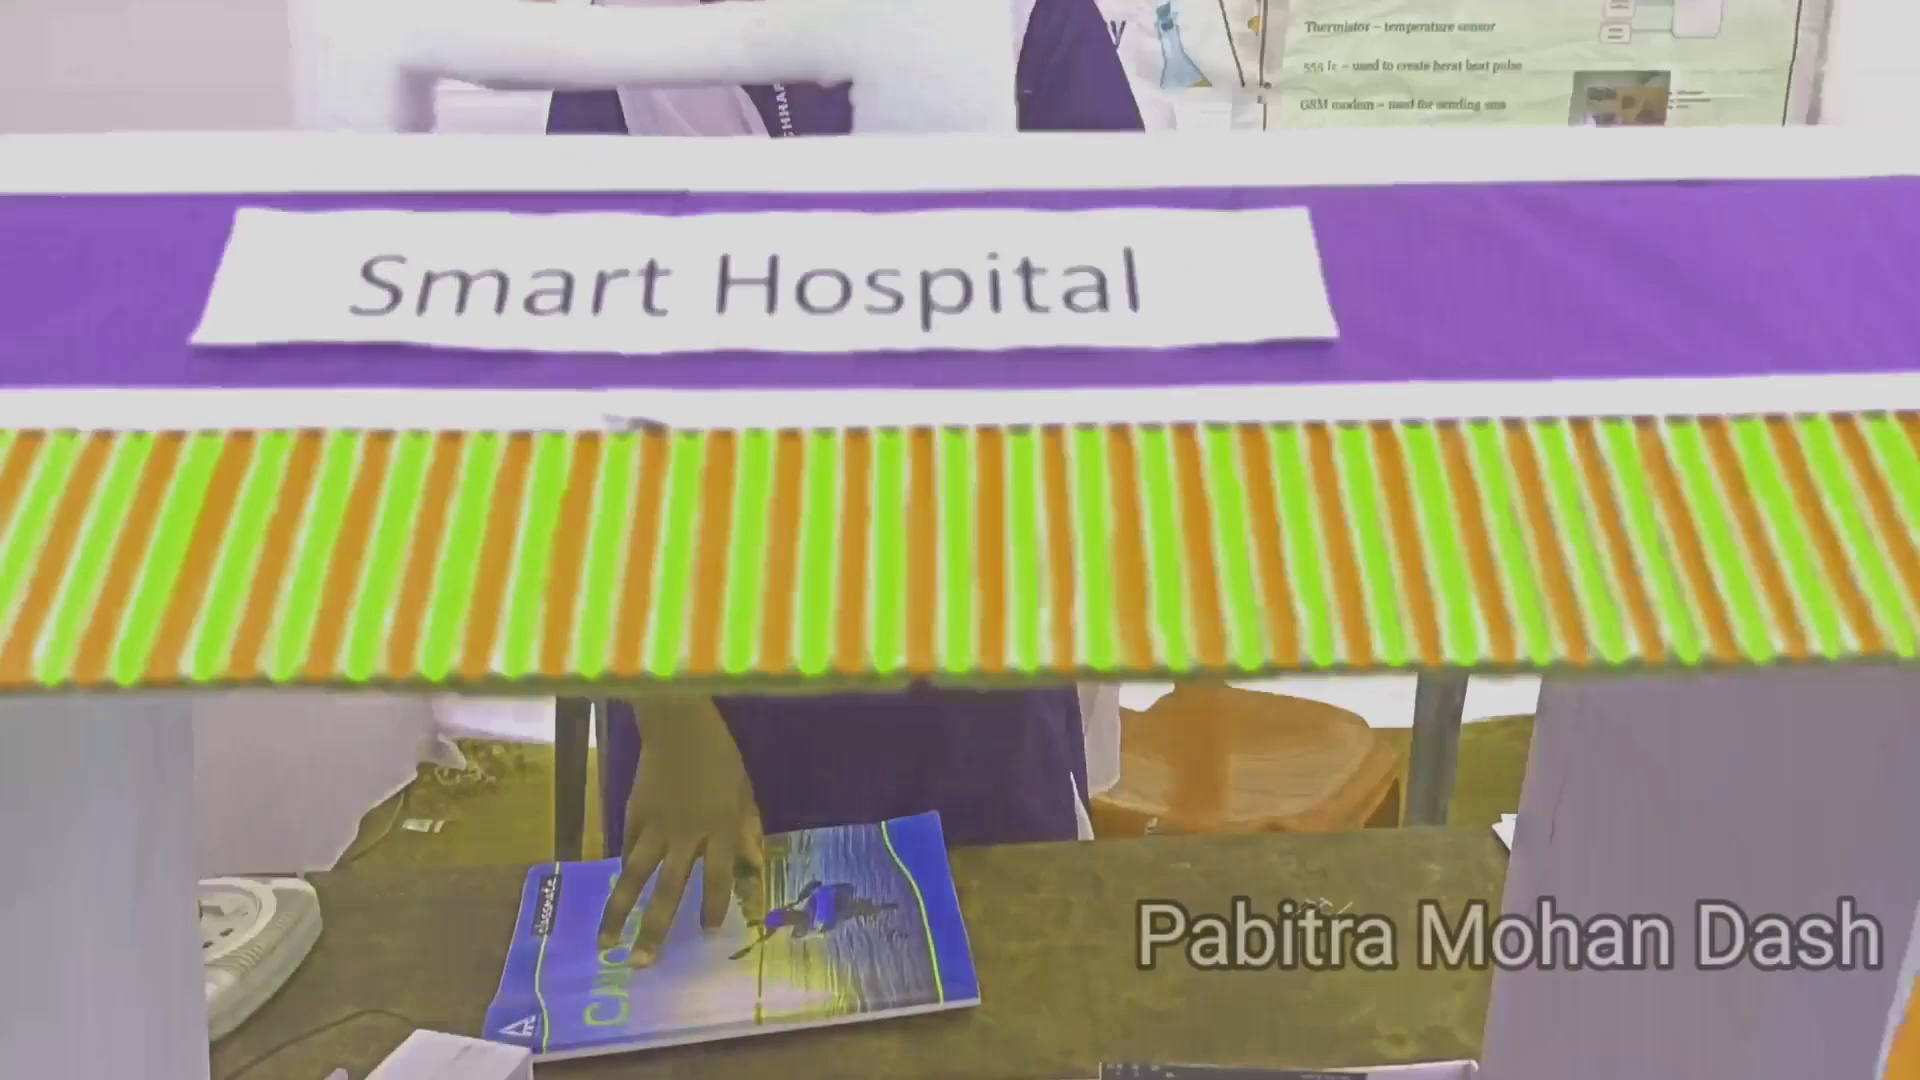 Thermistor – temperature sensor
555 Ic – used to create herat beat pulse
GSM modem – used for sending sms
Smart Hospital
classmate
Pabitra Mohan Dash